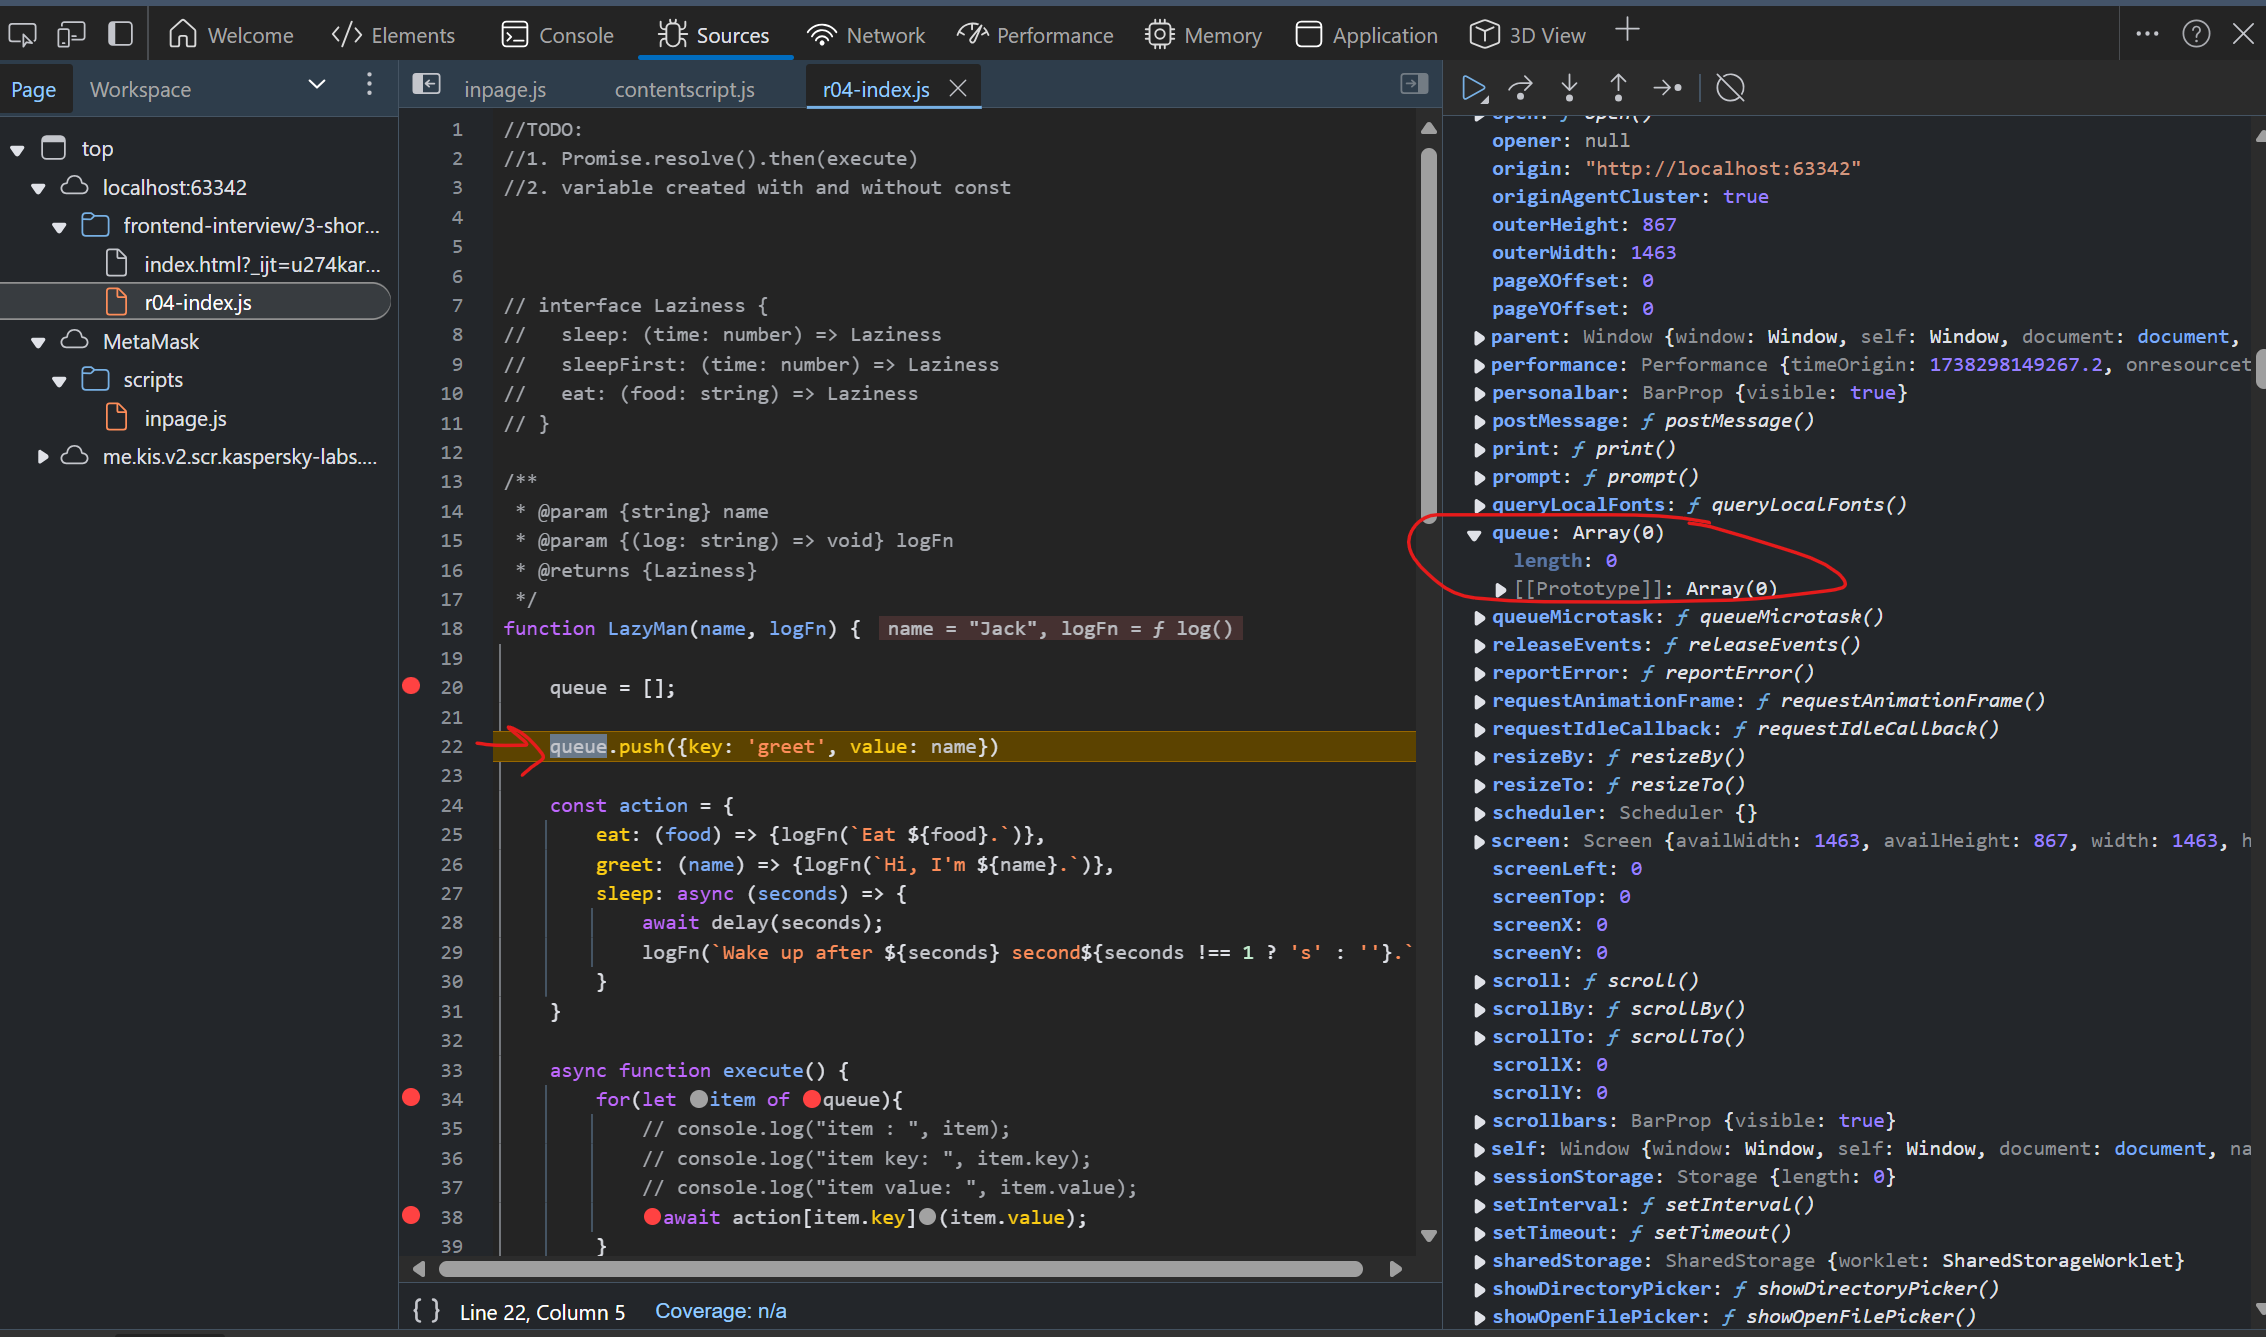 Welcome
Elements
Console
Sources
Network
Performance
Memory
Application
3D View
Page
Workspace
top
localhost:63342
frontend-interview/3-shor...
index.html?_ijt=u274kar...
r04-index.js
MetaMask
scripts
inpage.js
me.kis.v2.scr.kaspersky-labs....
inpage.js
contentscript.js
r04-index.js
1 //TODO:
2 //1. Promise.resolve().then(execute)
3 //2. variable created with and without const
4
5
6
7 // interface Laziness {
8 //   sleep: (time: number) => Laziness
9 //   sleepFirst: (time: number) => Laziness
10 //   eat: (food: string) => Laziness
11 // }
12
13 /**
14  * @param {string} name
15  * @param {(log: string) => void} logFn
16  * @returns {Laziness}
17  */
18 function LazyMan(name, logFn) { name = "Jack", logFn = ƒ log()
19
20     queue = [];
21
22     queue.push({key: 'greet', value: name})
23
24     const action = {
25         eat: (food) => {logFn(`Eat ${food}.`)},
26         greet: (name) => {logFn(`Hi, I'm ${name}.`)},
27         sleep: async (seconds) => {
28             await delay(seconds);
29             logFn(`Wake up after ${seconds} second${seconds !== 1 ? 's' : ''}.`
30         }
31     }
32
33     async function execute() {
34         for(let item of queue){
35             // console.log("item : ", item);
36             // console.log("item key: ", item.key);
37             // console.log("item value: ", item.value);
38             await action[item.key](item.value);
39         }
{ } Line 22, Column 5
Coverage: n/a
open: ƒ open()
opener: null
origin: "http://localhost:63342"
originAgentCluster: true
outerHeight: 867
outerWidth: 1463
pageXOffset: 0
pageYOffset: 0
parent: Window {window: Window, self: Window, document: document,
performance: Performance {timeOrigin: 1738298149267.2, onresourcet
personalbar: BarProp {visible: true}
postMessage: ƒ postMessage()
print: ƒ print()
prompt: ƒ prompt()
queryLocalFonts: ƒ queryLocalFonts()
queue: Array(0)
length: 0
[[Prototype]]: Array(0)
queueMicrotask: ƒ queueMicrotask()
releaseEvents: ƒ releaseEvents()
reportError: ƒ reportError()
requestAnimationFrame: ƒ requestAnimationFrame()
requestIdleCallback: ƒ requestIdleCallback()
resizeBy: ƒ resizeBy()
resizeTo: ƒ resizeTo()
scheduler: Scheduler {}
screen: Screen {availWidth: 1463, availHeight: 867, width: 1463, h
screenLeft: 0
screenTop: 0
screenX: 0
screenY: 0
scroll: ƒ scroll()
scrollBy: ƒ scrollBy()
scrollTo: ƒ scrollTo()
scrollX: 0
scrollY: 0
scrollbars: BarProp {visible: true}
self: Window {window: Window, self: Window, document: document, na
sessionStorage: Storage {length: 0}
setInterval: ƒ setInterval()
setTimeout: ƒ setTimeout()
sharedStorage: SharedStorage {worklet: SharedStorageWorklet}
showDirectoryPicker: ƒ showDirectoryPicker()
showOpenFilePicker: ƒ showOpenFilePicker()